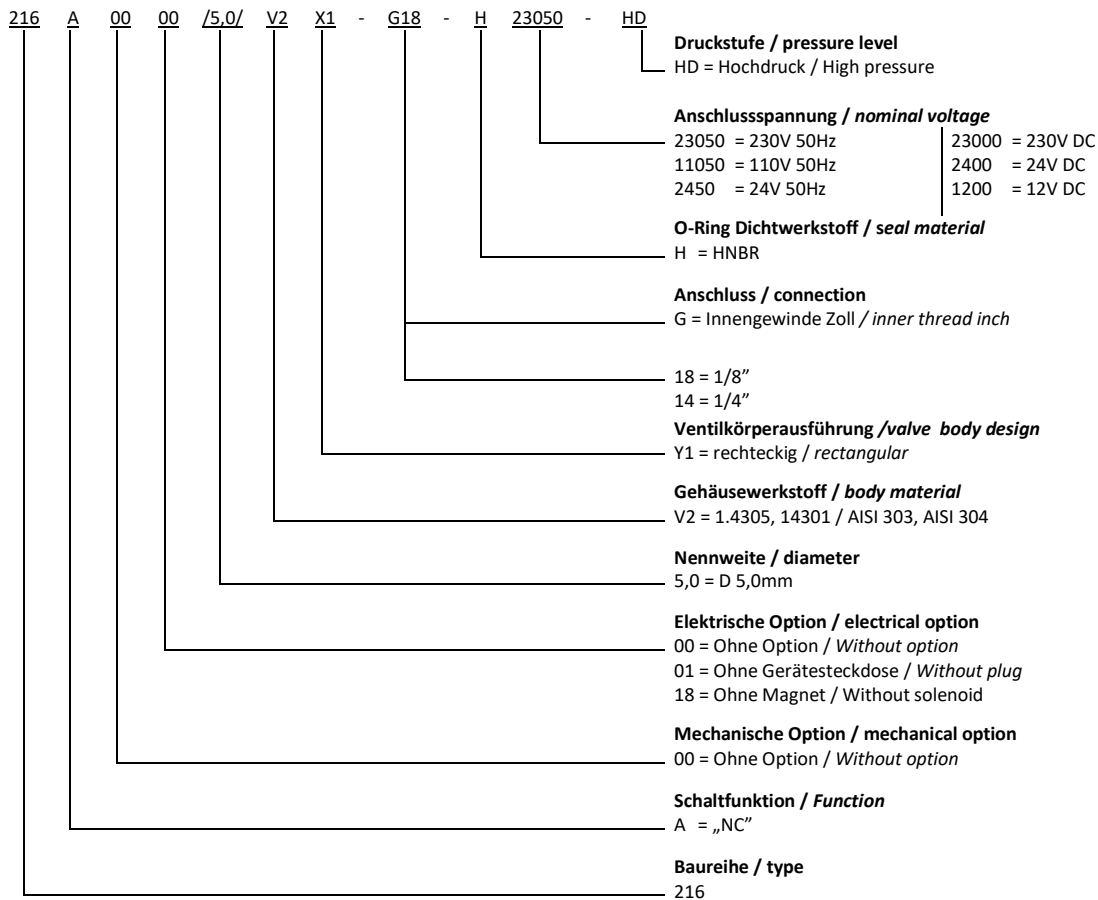 216 A 00 00 /5,0/ V2 X1 - G18 - H 23050 - HD
Druckstufe / pressure level
HD = Hochdruck / High pressure
Anschlussspannung / nominal voltage
23050 = 230V 50Hz 23000 = 230V DC
11050 = 110V 50Hz 2400 = 24V DC
2450 = 24V 50Hz 1200 = 12V DC
O-Ring Dichtwerkstoff / seal material
H = HNBR
Anschluss / connection
G = Innengewinde Zoll / inner thread inch
18 = 1/8”
14 = 1/4”
Ventilkörperausführung /valve body design
Y1 = rechteckig / rectangular
Gehäusewerkstoff / body material
V2 = 1.4305, 14301 / AISI 303, AISI 304
Nennweite / diameter
5,0 = D 5,0mm
Elektrische Option / electrical option
00 = Ohne Option / Without option
01 = Ohne Gerätesteckdose / Without plug
18 = Ohne Magnet / Without solenoid
Mechanische Option / mechanical option
00 = Ohne Option / Without option
Schaltfunktion / Function
A = „NC”
Baureihe / type
216